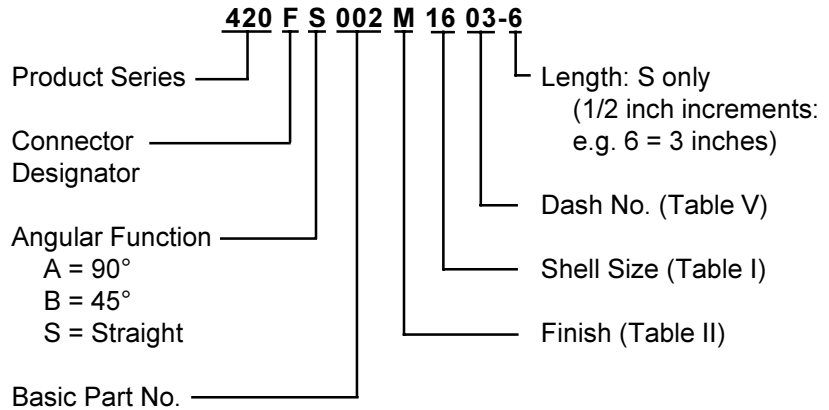 420 F S 002 M 16 03-6
Product Series
Connector
Designator
Angular Function
A = 90°
B = 45°
S = Straight
Basic Part No.
Length: S only
(1/2 inch increments:
e.g. 6 = 3 inches)
Dash No. (Table V)
Shell Size (Table I)
Finish (Table II)